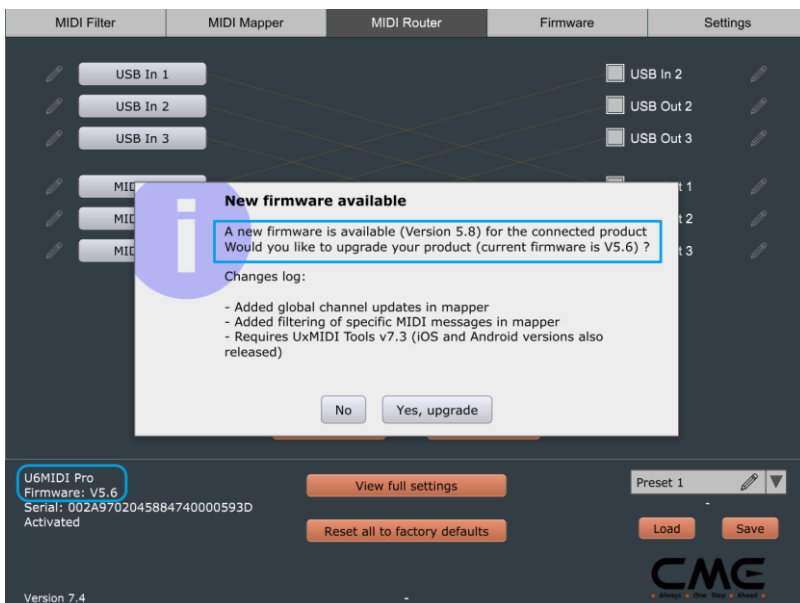 MIDI Filter
MIDI Mapper
MIDI Router
Firmware
Settings
USB In 1
USB In 2
USB In 3
USB In 2
USB Out 2
USB Out 3
New firmware available
A new firmware is available (Version 5.8) for the connected product
Would you like to upgrade your product (current firmware is V5.6) ?
Changes log:
- Added global channel updates in mapper
- Added filtering of specific MIDI messages in mapper
- Requires UxMIDI Tools v7.3 (iOS and Android versions also
released)
No
Yes, upgrade
t 1
t 2
t 3
U6MIDI Pro
Firmware: V5.6
Serial: 002A9702045884740000593D
Activated
View full settings
Reset all to factory defaults
Preset 1
-
Load
Save
CME
• Always • One Step • Ahead •
Version 7.4
-